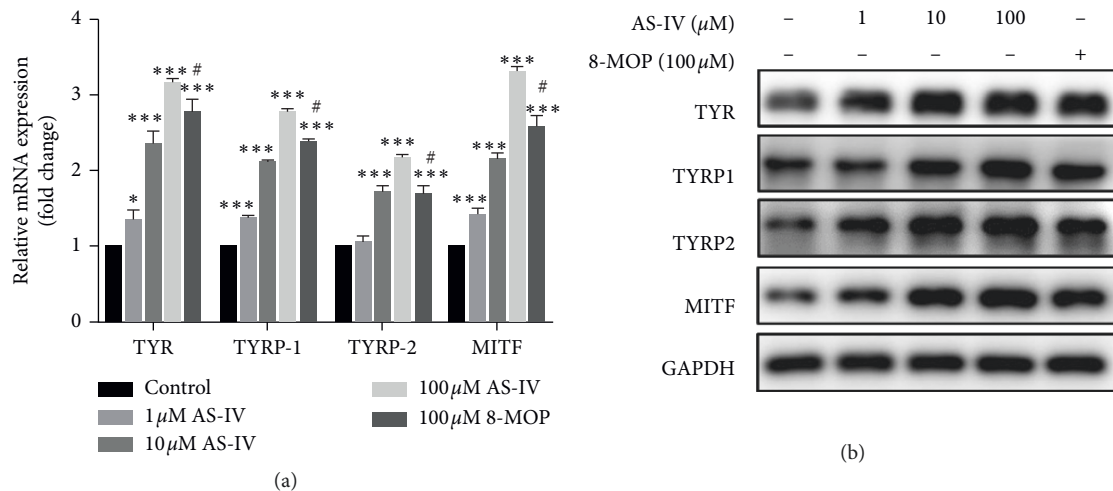 4
3
2
1
0
Relative mRNA expression
(fold change)
* *** *** # ***
*** *** *** # ***
*** *** # ***
*** *** *** # ***
TYR TYRP-1 TYRP-2 MITF
Control
1 μM AS-IV
10 μM AS-IV
100 μM AS-IV
100 μM 8-MOP
(a)
AS-IV (μM) – 1 10 100 –
8-MOP (100 μM) – – – – +
TYR
TYRP1
TYRP2
MITF
GAPDH
(b)